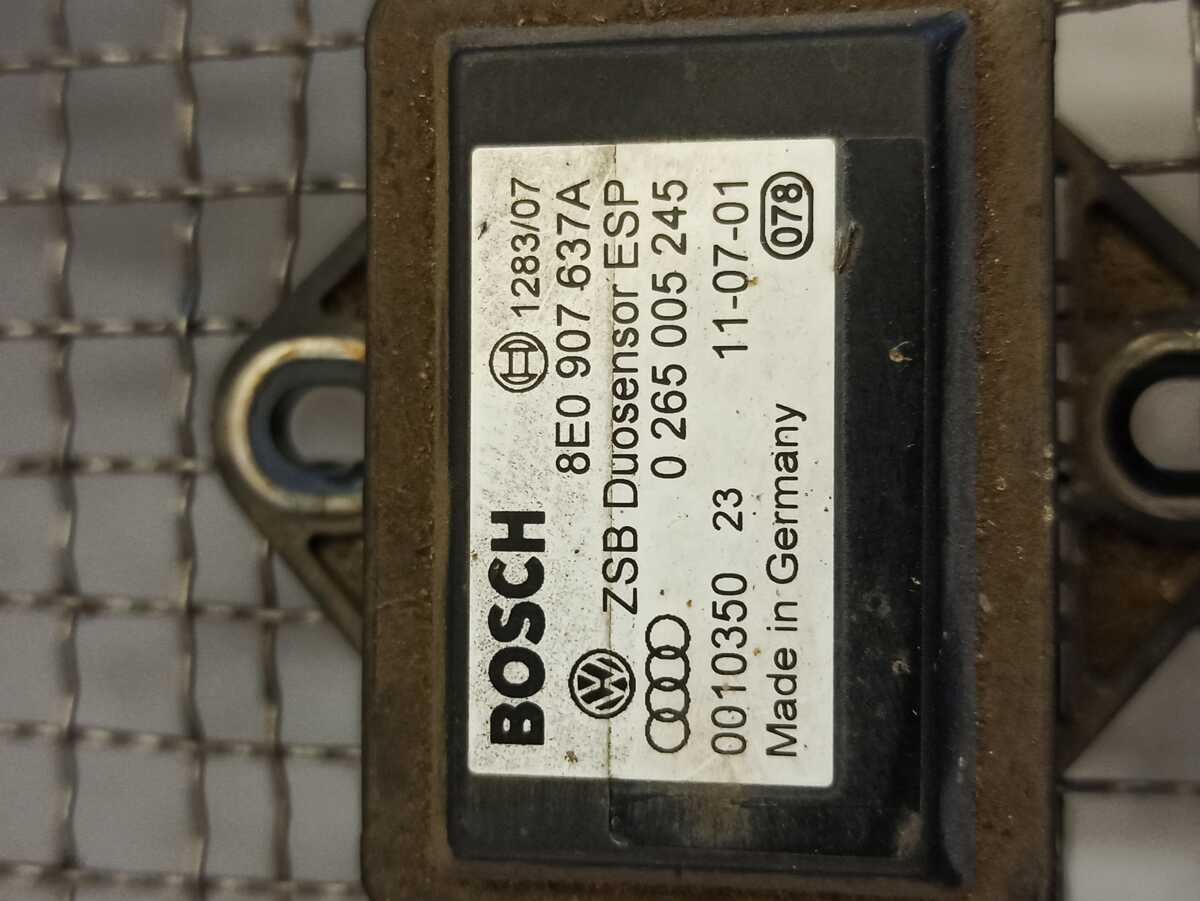 BOSCH 1283/07
8E0 907 637A
ZSB Duosensor ESP
0 265 005 245
0010350 23 11-07-01
Made in Germany 078